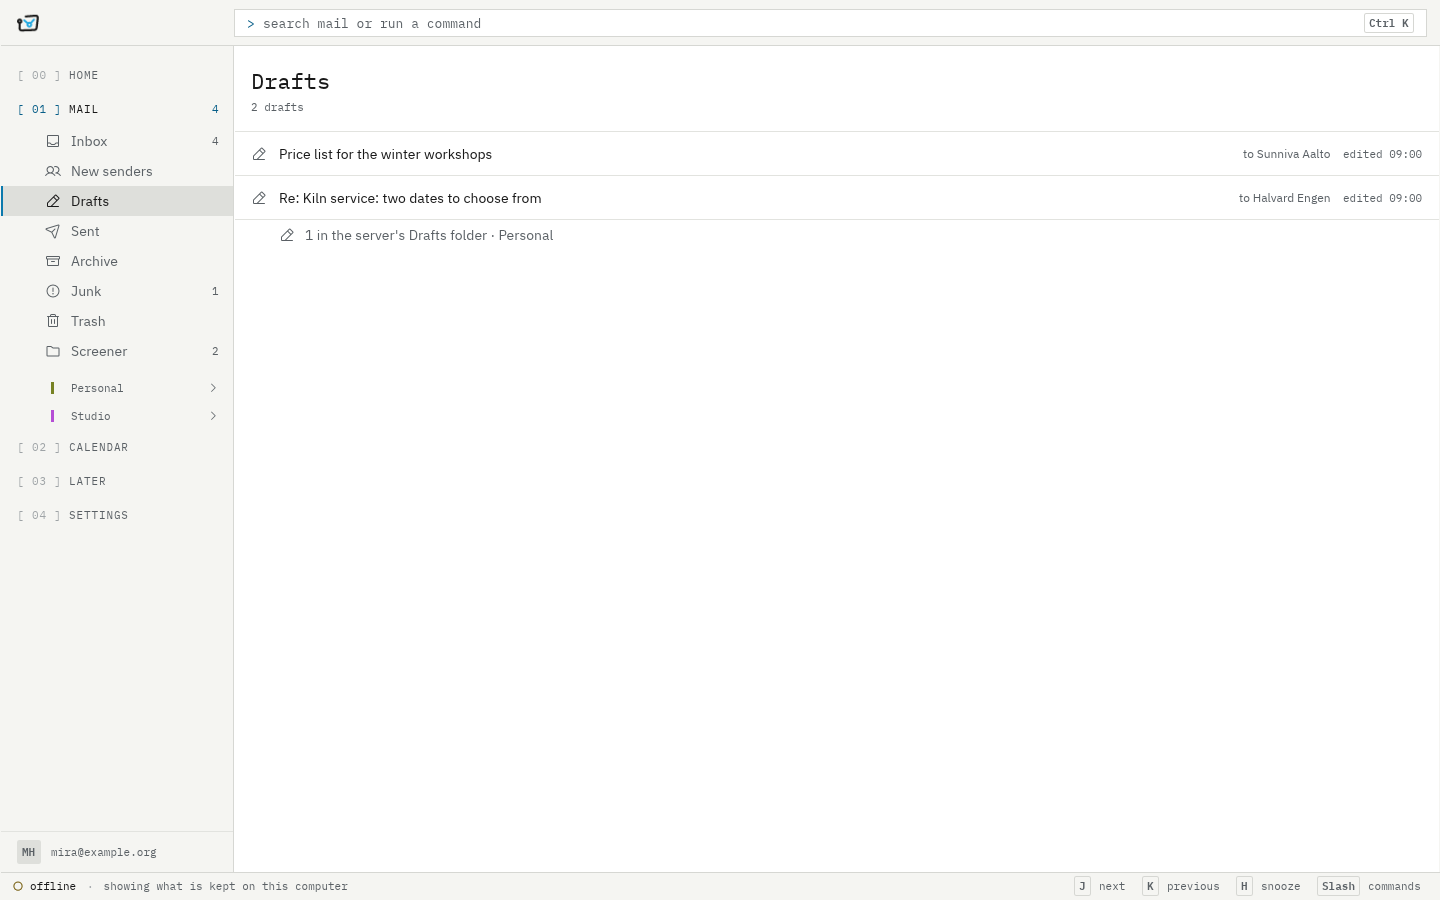 > search mail or run a command Ctrl K
[ 00 ] HOME
[ 01 ] MAIL 4
Inbox 4
New senders
Drafts
Sent
Archive
Junk 1
Trash
Screener 2
Personal
Studio
[ 02 ] CALENDAR
[ 03 ] LATER
[ 04 ] SETTINGS
MH mira@example.org
Drafts
2 drafts
Price list for the winter workshops to Sunniva Aalto edited 09:00
Re: Kiln service: two dates to choose from to Halvard Engen edited 09:00
1 in the server's Drafts folder · Personal
offline · showing what is kept on this computer J next K previous H snooze Slash commands